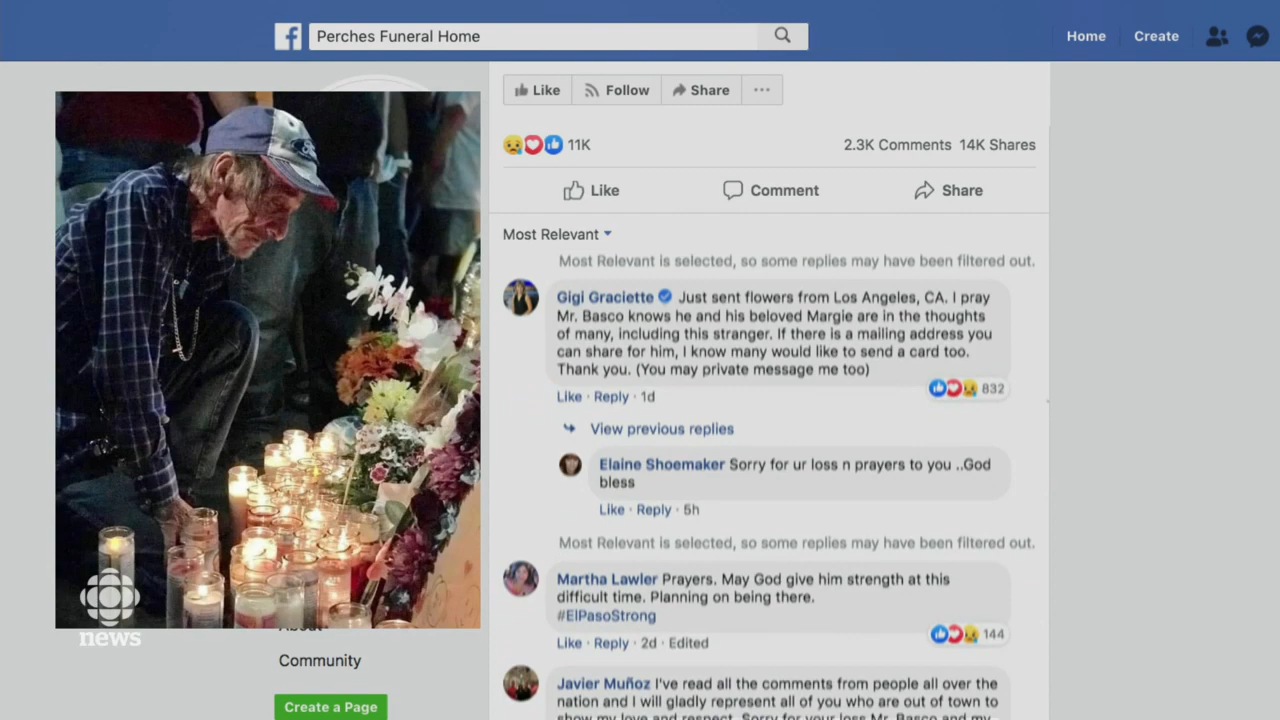 Perches Funeral Home
Home
Create
Like
Follow
Share
11K
2.3K Comments 14K Shares
Like
Comment
Share
Most Relevant
Most Relevant is selected, so some replies may have been filtered out.
Gigi Graciette Just sent flowers from Los Angeles, CA. I pray
Mr. Basco knows he and his beloved Margie are in the thoughts
of many, including this stranger. If there is a mailing address you
can share for him, I know many would like to send a card too.
Thank you. (You may private message me too)
832
Like · Reply · 1d
View previous replies
Elaine Shoemaker Sorry for ur loss n prayers to you ..God
bless
Like · Reply · 5h
Most Relevant is selected, so some replies may have been filtered out.
Martha Lawler Prayers. May God give him strength at this
difficult time. Planning on being there.
#ElPasoStrong
144
Like · Reply · 2d · Edited
Javier Muñoz I've read all the comments from people all over the
nation and I will gladly represent all of you who are out of town to
show my love and respect. Sorry for your loss Mr. Basco and my
news
About
Community
Create a Page